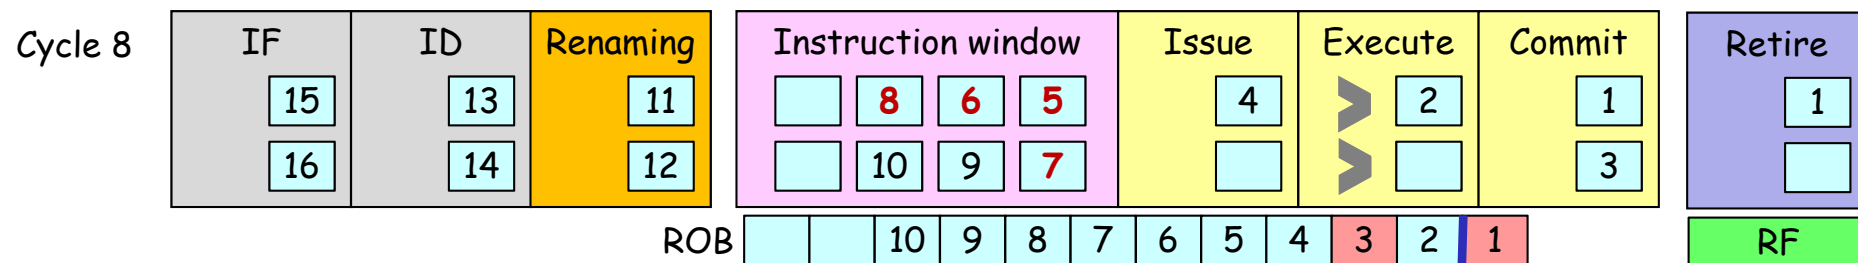 Cycle 8 IF ID Renaming Instruction window Issue Execute Commit Retire
15 13 11 8 6 5 4 2 1 1
16 14 12 10 9 7 3
ROB 10 9 8 7 6 5 4 3 2 1 RF